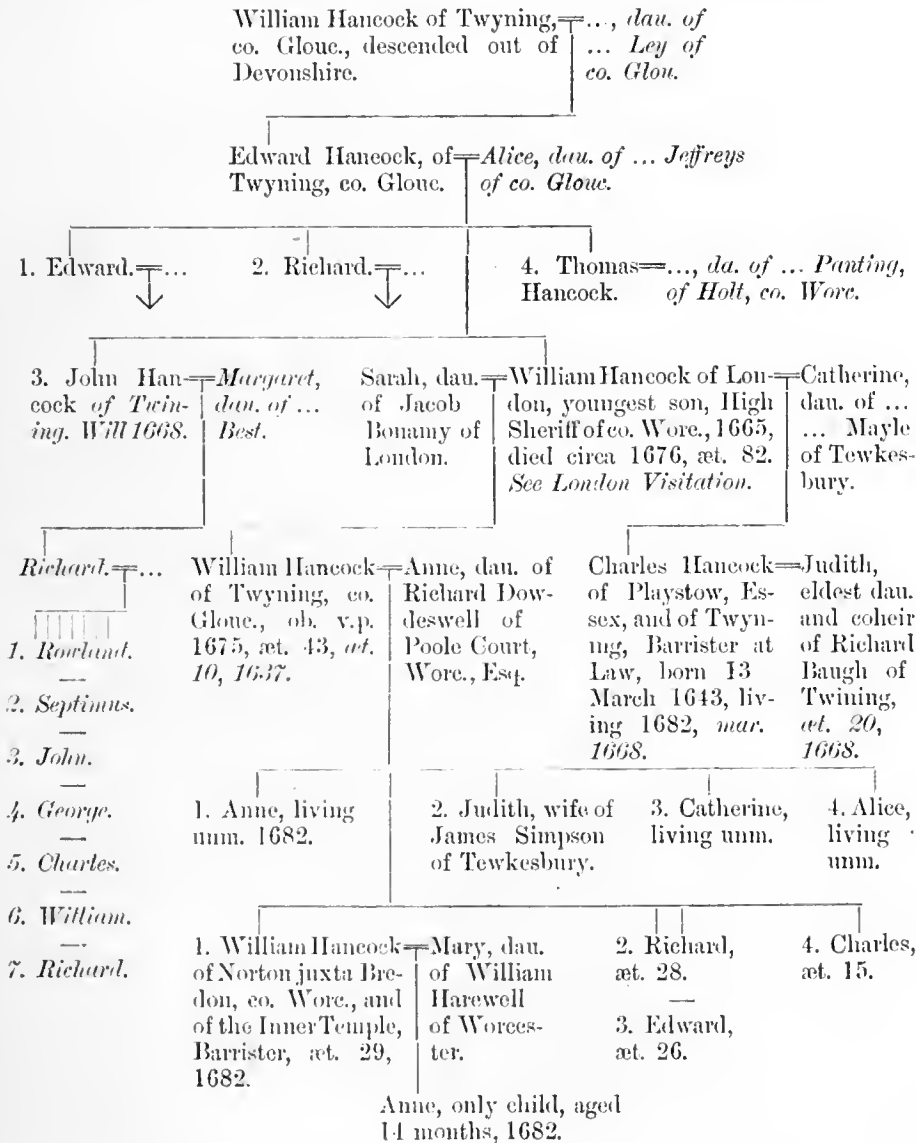 William Hancock of Twyning,
co. Glouc., descended out of
Devonshire.
..., dau. of
... Ley of
co. Glou.
Edward Hancock, of
Twyning, co. Glouc.
Alice, dau. of ... Jeffreys
of co. Glouc.
1. Edward.
...
2. Richard.
...
4. Thomas
Hancock.
..., da. of ... Panting,
of Holt, co. Worc.
3. John Han-
cock of Twin-
ing. Will 1668.
Margaret,
dau. of ...
Best.
Sarah, dau.
of Jacob
Bonamy of
London.
William Hancock of Lon-
don, youngest son, High
Sheriff of co. Worc., 1665,
died circa 1676, æt. 82.
See London Visitation.
Catherine,
dau. of ...
... Mayle
of Tewkes-
bury.
Richard.
...
1. Rowland.
—
2. Septimus.
—
3. John.
—
4. George.
—
5. Charles.
—
6. William.
—
7. Richard.
William Hancock
of Twyning, co.
Glouc., ob. v.p.
1675, æt. 43, æt.
10, 1637.
Anne, dau. of
Richard Dow-
deswell of
Poole Court,
Worc., Esq.
Charles Hancock
of Playstow, Es-
sex, and of Twyn-
ing, Barrister at
Law, born 13
March 1643, liv-
ing 1682, mar.
1668.
Judith,
eldest dau.
and coheir
of Richard
Baugh of
Twining,
æt. 20,
1668.
1. Anne, living
unm. 1682.
2. Judith, wife of
James Simpson
of Tewkesbury.
3. Catherine,
living unm.
4. Alice,
living
unm.
1. William Hancock
of Norton juxta Bre-
don, co. Worc., and
of the Inner Temple,
Barrister, æt. 29,
1682.
Mary, dau.
of William
Harewell
of Worces-
ter.
2. Richard,
æt. 28.
—
3. Edward,
æt. 26.
4. Charles,
æt. 15.
Anne, only child, aged
14 months, 1682.